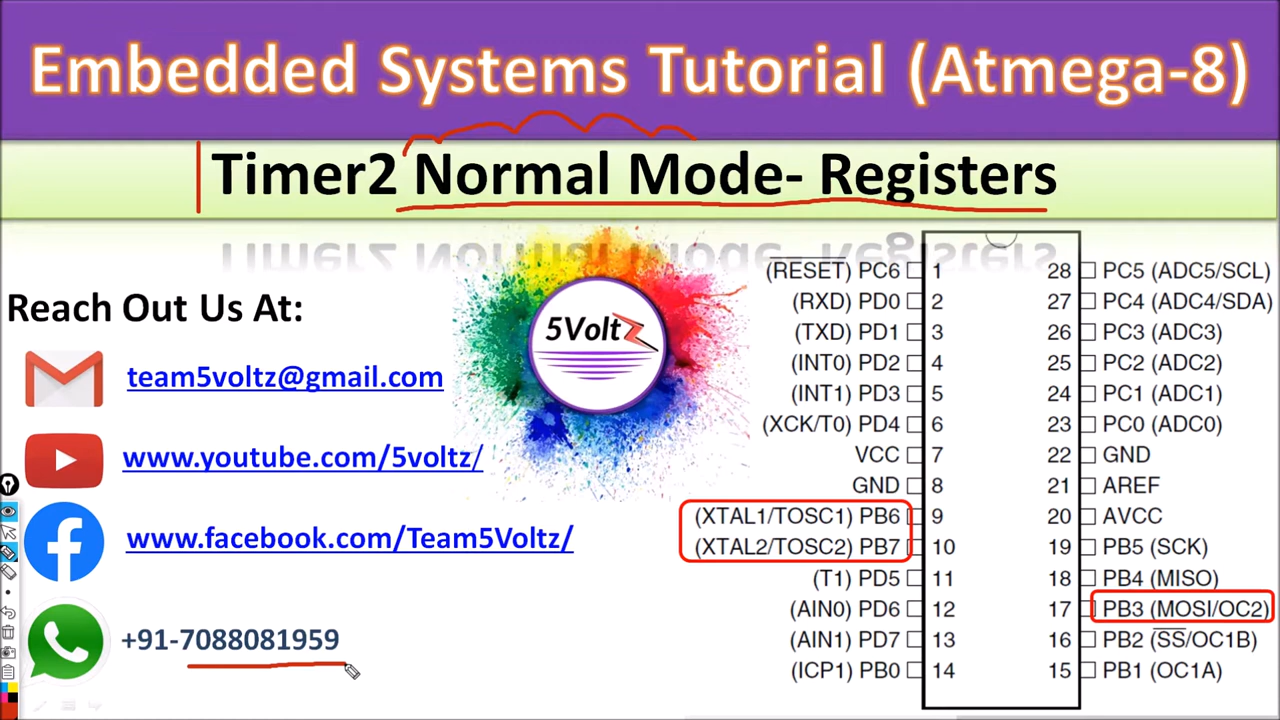 Embedded Systems Tutorial (Atmega-8)
Timer2 Normal Mode- Registers
Reach Out Us At:
team5voltz@gmail.com
www.youtube.com/5voltz/
www.facebook.com/Team5Voltz/
+91-7088081959
5VoltZ
(RESET) PC6 1 28 PC5 (ADC5/SCL)
(RXD) PD0 2 27 PC4 (ADC4/SDA)
(TXD) PD1 3 26 PC3 (ADC3)
(INT0) PD2 4 25 PC2 (ADC2)
(INT1) PD3 5 24 PC1 (ADC1)
(XCK/T0) PD4 6 23 PC0 (ADC0)
VCC 7 22 GND
GND 8 21 AREF
(XTAL1/TOSC1) PB6 9 20 AVCC
(XTAL2/TOSC2) PB7 10 19 PB5 (SCK)
(T1) PD5 11 18 PB4 (MISO)
(AIN0) PD6 12 17 PB3 (MOSI/OC2)
(AIN1) PD7 13 16 PB2 (SS/OC1B)
(ICP1) PB0 14 15 PB1 (OC1A)